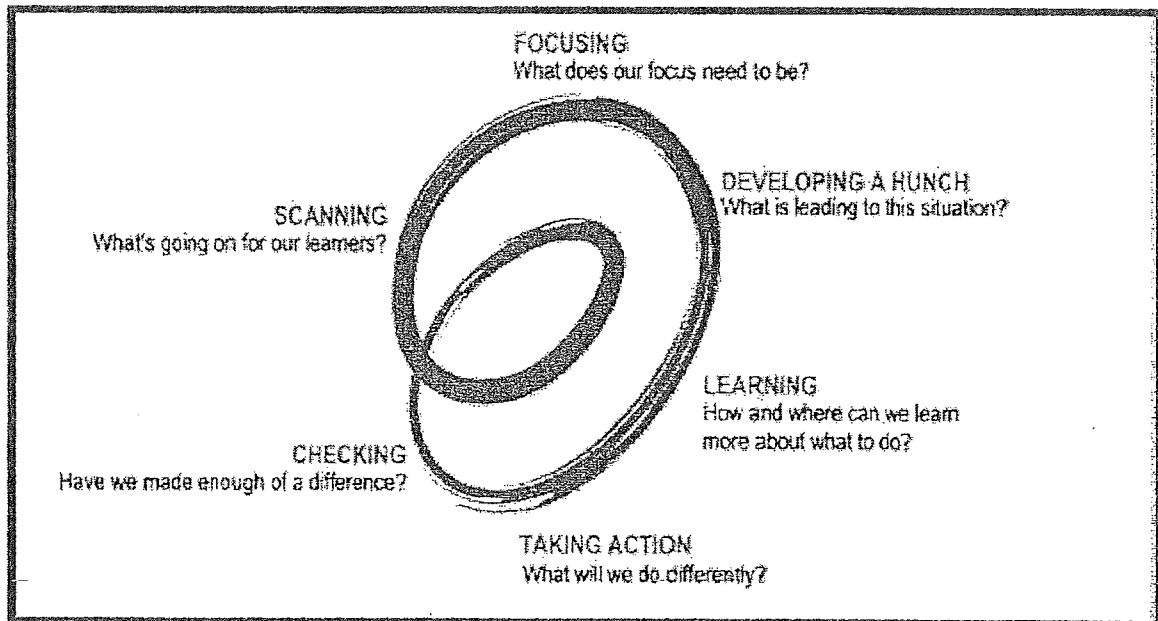 FOCUSING
What does our focus need to be?
DEVELOPING A HUNCH
What is leading to this situation?
SCANNING
What's going on for our learners?
LEARNING
How and where can we learn
more about what to do?
CHECKING
Have we made enough of a difference?
TAKING ACTION
What will we do differently?